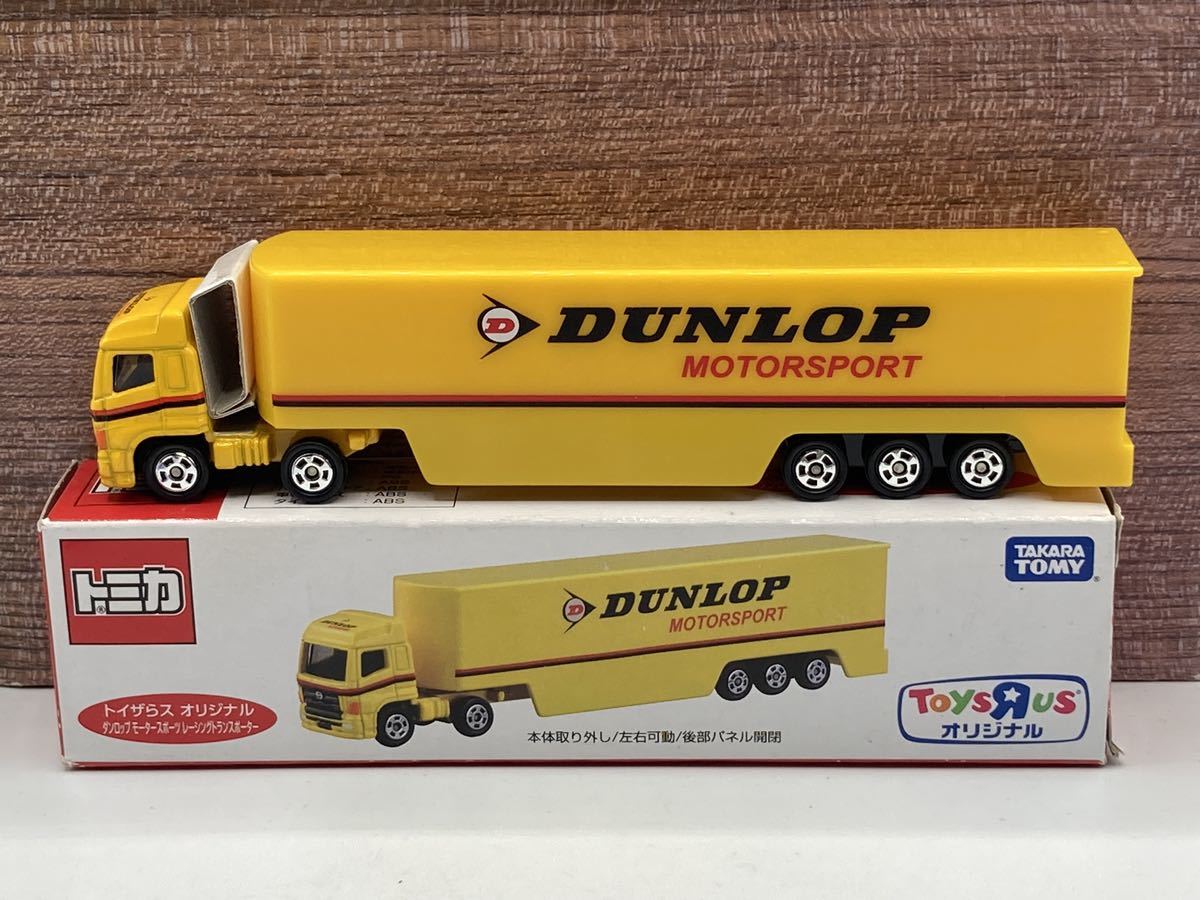 DUNLOP
MOTORSPORT
: ABS
: ABS
トミカ
®
TAKARA
TOMY
®
DUNLOP
MOTORSPORT
トイザらス オリジナル
ダンロップ モータースポーツ レーシングトランスポーター
本体取り外し/左右可動/後部パネル開閉
TOYSЯUS
オリジナル